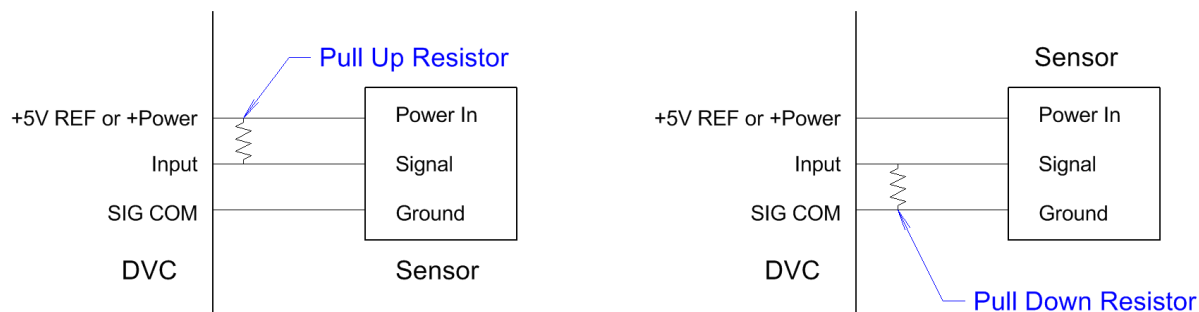 Pull Up Resistor
+5V REF or +Power
Power In
Input
Signal
SIG COM
Ground
DVC
Sensor
Sensor
+5V REF or +Power
Power In
Input
Signal
SIG COM
Ground
DVC
Pull Down Resistor